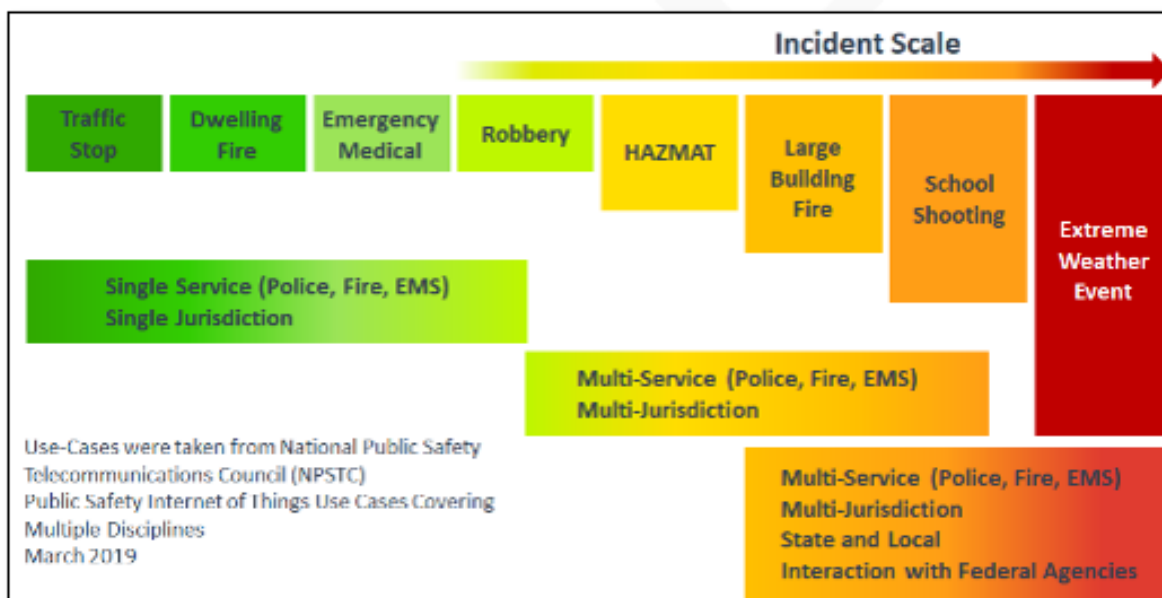 Incident Scale
Traffic
Stop
Dwelling
Fire
Emergency
Medical
Robbery
HAZMAT
Large
Building
Fire
School
Shooting
Extreme
Weather
Event
Single Service (Police, Fire, EMS)
Single Jurisdiction
Multi-Service (Police, Fire, EMS)
Multi-Jurisdiction
Use-Cases were taken from National Public Safety
Telecommunications Council (NPSTC)
Public Safety Internet of Things Use Cases Covering
Multiple Disciplines
March 2019
Multi-Service (Police, Fire, EMS)
Multi-Jurisdiction
State and Local
Interaction with Federal Agencies